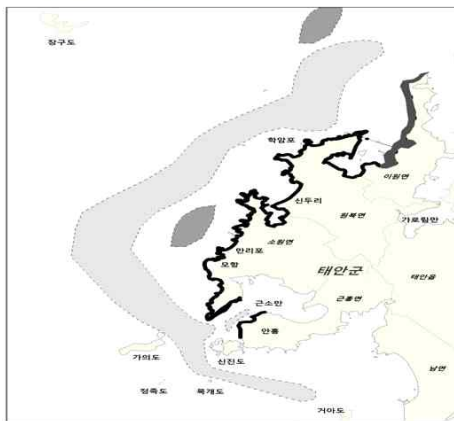 장구도
학암포
이원면
신두리
원북면
가로림만
만리포
소원면
모항
태안군
태안읍
근소만
근흥면
안흥
가의도
신진도
남면
정족도
목개도
거아도